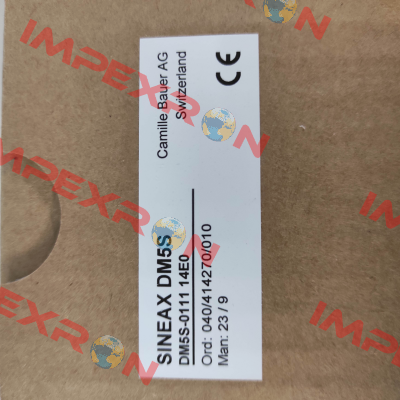 SINEAX DM5S
DM5S-0111 14E0
Ord: 040/414270/010
Man: 23 / 9
Camille Bauer AG
Switzerland
CE
IMPEXRON
IMPEXRON
IMPEXRON
IMPEXRON